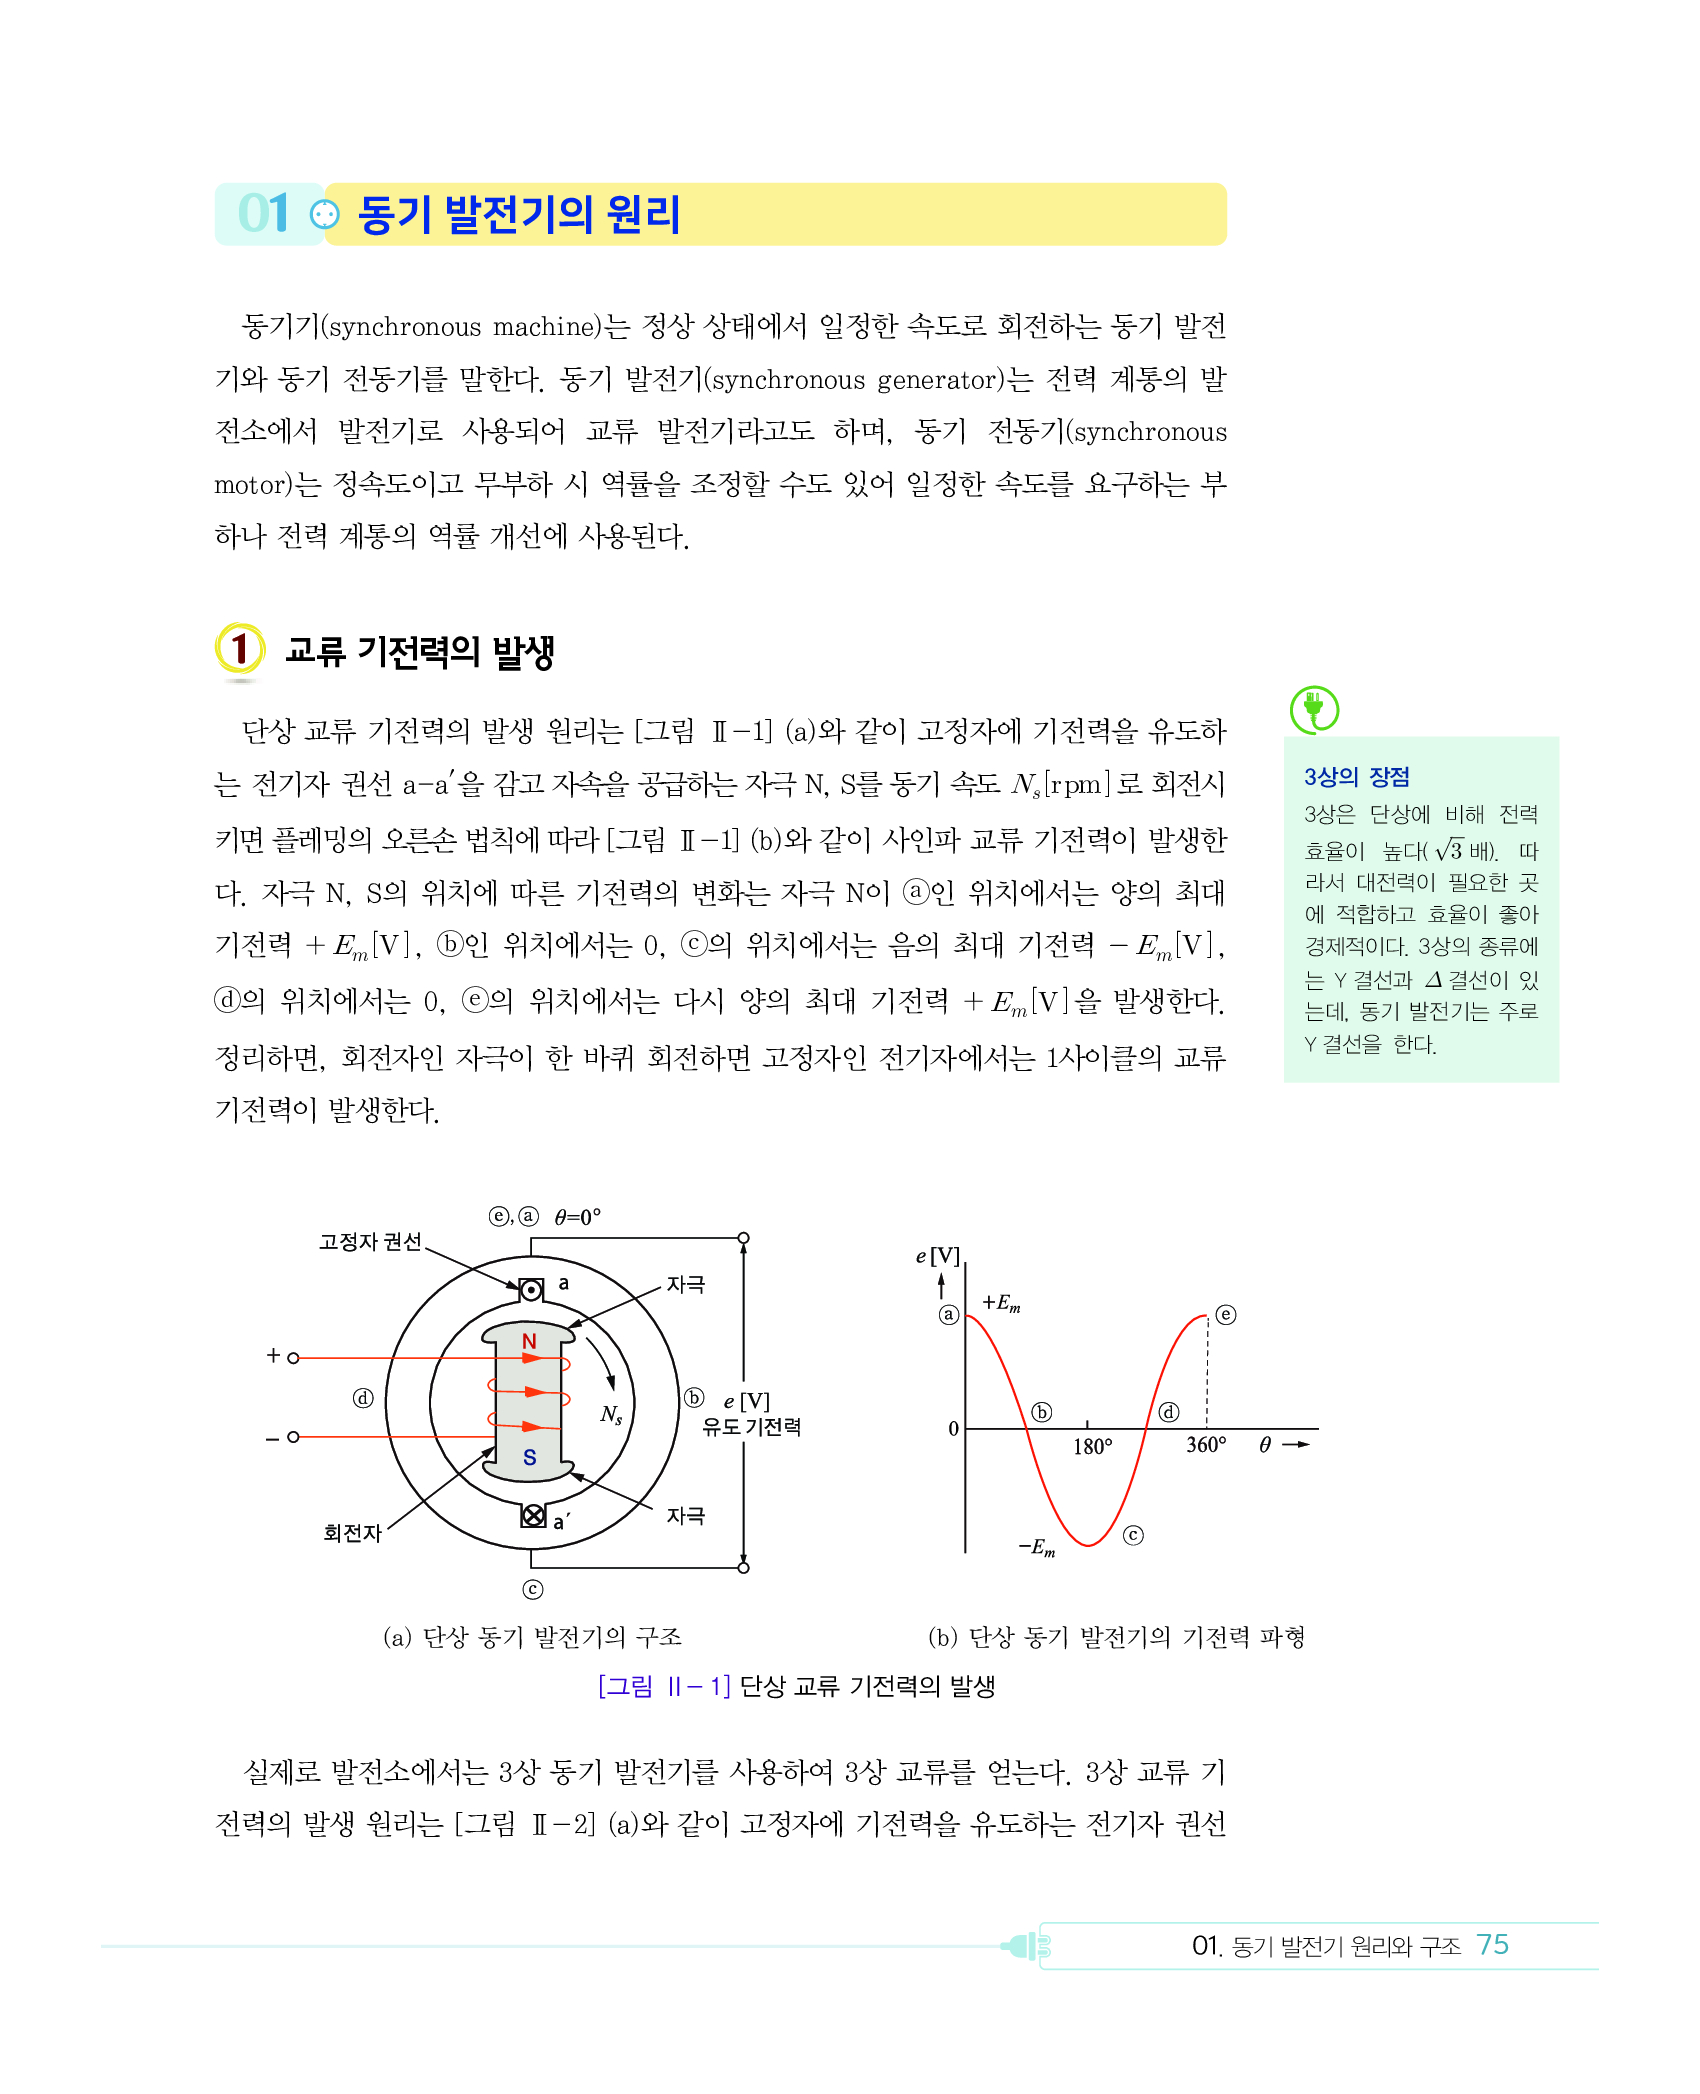 01 동기 발전기의 원리
동기기(synchronous machine)는 정상 상태에서 일정한 속도로 회전하는 동기 발전
기와 동기 전동기를 말한다. 동기 발전기(synchronous generator)는 전력 계통의 발
전소에서 발전기로 사용되어 교류 발전기라고도 하며, 동기 전동기(synchronous
motor)는 정속도이고 무부하 시 역률을 조정할 수도 있어 일정한 속도를 요구하는 부
하나 전력 계통의 역률 개선에 사용된다.
1 교류 기전력의 발생
단상 교류 기전력의 발생 원리는 [그림 Ⅱ-1] (a)와 같이 고정자에 기전력을 유도하
는 전기자 권선 a-a′을 감고 자속을 공급하는 자극 N, S를 동기 속도 Nₛ[rpm]로 회전시
키면 플레밍의 오른손 법칙에 따라 [그림 Ⅱ-1] (b)와 같이 사인파 교류 기전력이 발생한
다. 자극 N, S의 위치에 따른 기전력의 변화는 자극 N이 ⓐ인 위치에서는 양의 최대
기전력 +Eₘ[V], ⓑ인 위치에서는 0, ⓒ의 위치에서는 음의 최대 기전력 -Eₘ[V],
ⓓ의 위치에서는 0, ⓔ의 위치에서는 다시 양의 최대 기전력 +Eₘ[V]을 발생한다.
정리하면, 회전자인 자극이 한 바퀴 회전하면 고정자인 전기자에서는 1사이클의 교류
기전력이 발생한다.
3상의 장점
3상은 단상에 비해 전력
효율이 높다(√3배). 따
라서 대전력이 필요한 곳
에 적합하고 효율이 좋아
경제적이다. 3상의 종류에
는 Y결선과 Δ결선이 있
는데, 동기 발전기는 주로
Y결선을 한다.
ⓔ, ⓐ θ=0°
고정자 권선
a
자극
N
+
ⓓ
ⓑ
e [V]
유도 기전력
Nₛ
−
S
자극
회전자
a′
ⓒ
(a) 단상 동기 발전기의 구조
e [V]
ⓐ
+Eₘ
ⓔ
ⓑ
ⓓ
0
180°
360°
θ
ⓒ
−Eₘ
(b) 단상 동기 발전기의 기전력 파형
[그림 Ⅱ-1] 단상 교류 기전력의 발생
실제로 발전소에서는 3상 동기 발전기를 사용하여 3상 교류를 얻는다. 3상 교류 기
전력의 발생 원리는 [그림 Ⅱ-2] (a)와 같이 고정자에 기전력을 유도하는 전기자 권선
01. 동기 발전기 원리와 구조 75